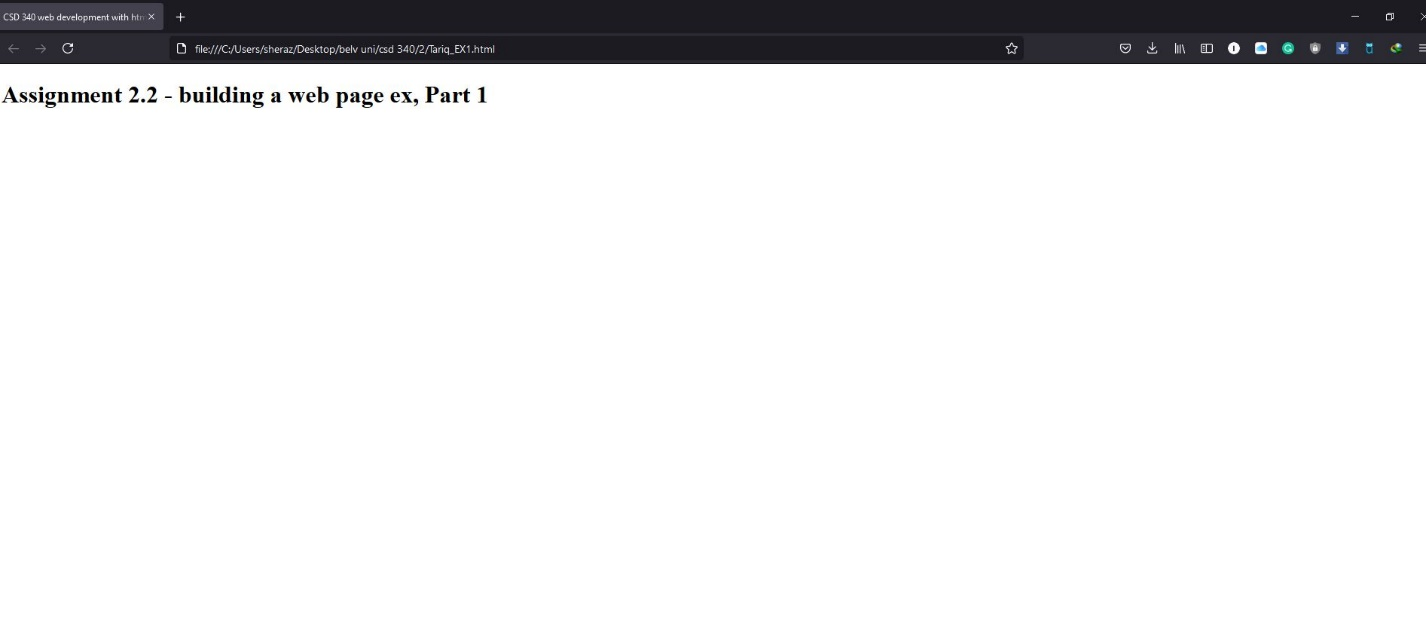 CSD 340 web development with htm
file:///C:/Users/sheraz/Desktop/belv uni/csd 340/2/Tariq_EX1.html
Assignment 2.2 - building a web page ex, Part 1